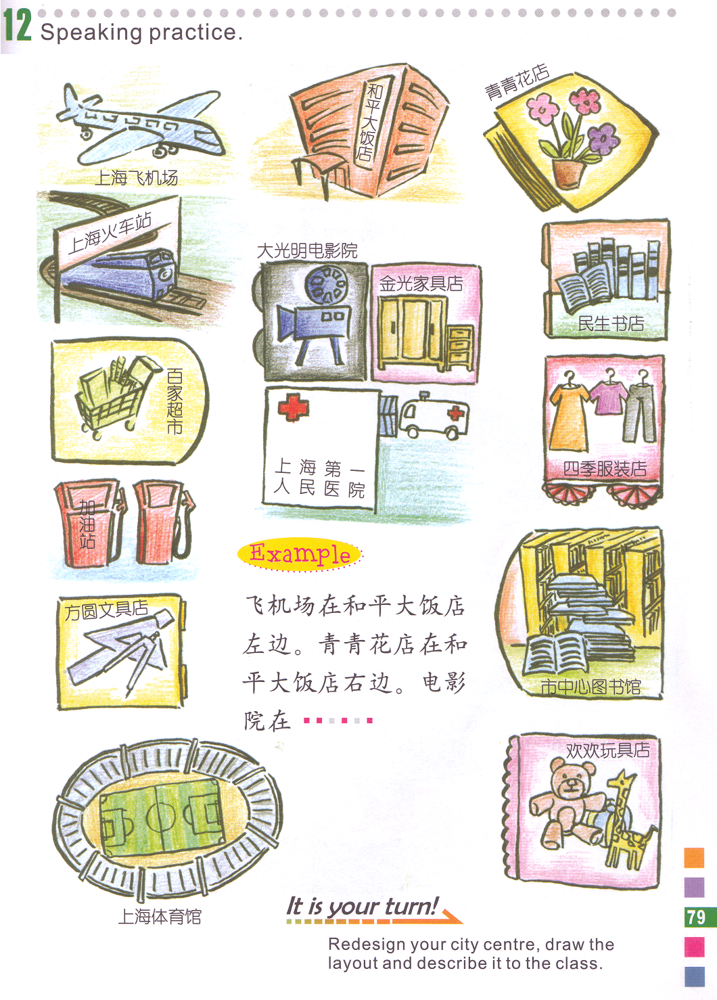 12 Speaking practice.
上海飞机场
和平大饭店
青青花店
上海火车站
大光明电影院
金光家具店
民生书店
百家超市
上海第一
人民医院
四季服装店
加油站
Example
飞机场在和平大饭店
左边。青青花店在和
平大饭店右边。电影
院在
方圆文具店
市中心图书馆
欢欢玩具店
上海体育馆
It is your turn!
Redesign your city centre, draw the
layout and describe it to the class.
79